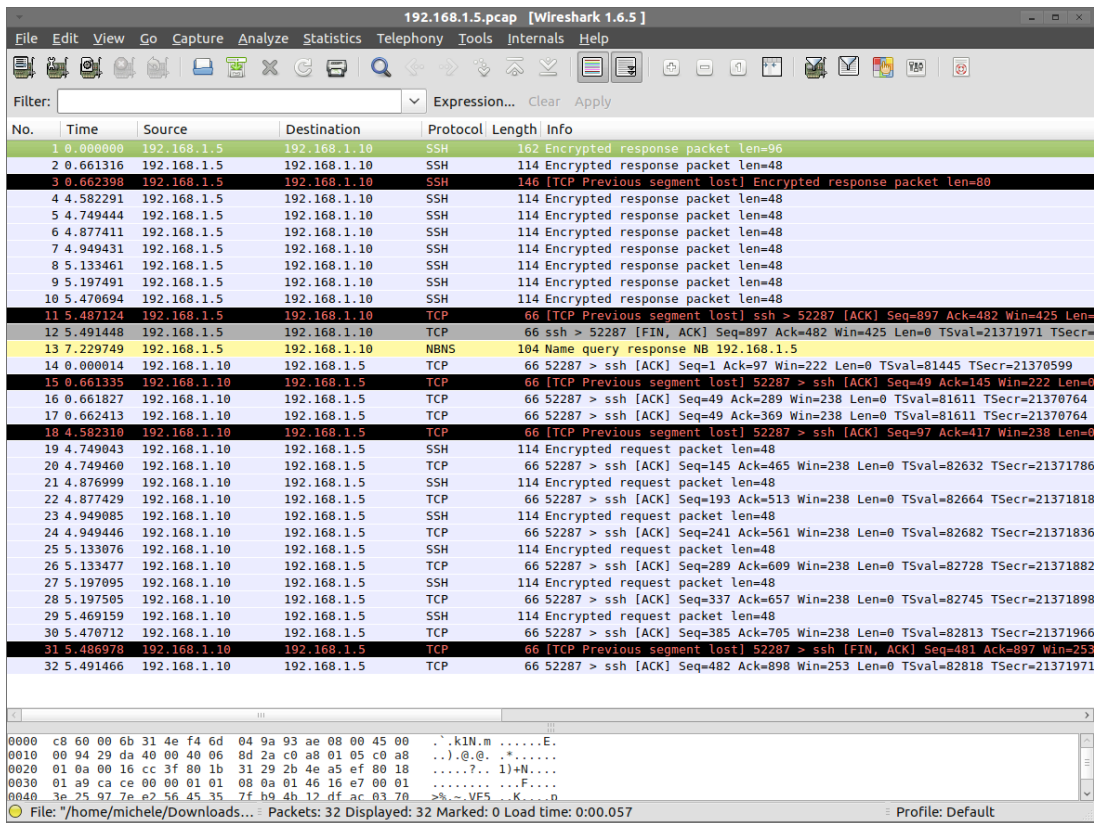 192.168.1.5.pcap [Wireshark 1.6.5 ]
File Edit View Go Capture Analyze Statistics Telephony Tools Internals Help
Filter: Expression... Clear Apply
No. Time Source Destination Protocol Length Info
1 0.000000 192.168.1.5 192.168.1.10 SSH 162 Encrypted response packet len=96
2 0.661316 192.168.1.5 192.168.1.10 SSH 114 Encrypted response packet len=48
3 0.662398 192.168.1.5 192.168.1.10 SSH 146 [TCP Previous segment lost] Encrypted response packet len=80
4 4.582291 192.168.1.5 192.168.1.10 SSH 114 Encrypted response packet len=48
5 4.749444 192.168.1.5 192.168.1.10 SSH 114 Encrypted response packet len=48
6 4.877411 192.168.1.5 192.168.1.10 SSH 114 Encrypted response packet len=48
7 4.949431 192.168.1.5 192.168.1.10 SSH 114 Encrypted response packet len=48
8 5.133461 192.168.1.5 192.168.1.10 SSH 114 Encrypted response packet len=48
9 5.197491 192.168.1.5 192.168.1.10 SSH 114 Encrypted response packet len=48
10 5.470694 192.168.1.5 192.168.1.10 SSH 114 Encrypted response packet len=48
11 5.487124 192.168.1.5 192.168.1.10 TCP 66 [TCP Previous segment lost] ssh > 52287 [ACK] Seq=897 Ack=482 Win=425 Len=
12 5.491448 192.168.1.5 192.168.1.10 TCP 66 ssh > 52287 [FIN, ACK] Seq=897 Ack=482 Win=425 Len=0 TSval=21371971 TSecr=
13 7.229749 192.168.1.5 192.168.1.10 NBNS 104 Name query response NB 192.168.1.5
14 0.000014 192.168.1.10 192.168.1.5 TCP 66 52287 > ssh [ACK] Seq=1 Ack=97 Win=222 Len=0 TSval=81445 TSecr=21370599
15 0.661335 192.168.1.10 192.168.1.5 TCP 66 [TCP Previous segment lost] 52287 > ssh [ACK] Seq=49 Ack=145 Win=222 Len=0
16 0.661827 192.168.1.10 192.168.1.5 TCP 66 52287 > ssh [ACK] Seq=49 Ack=289 Win=238 Len=0 TSval=81611 TSecr=21370764
17 0.662413 192.168.1.10 192.168.1.5 TCP 66 52287 > ssh [ACK] Seq=49 Ack=369 Win=238 Len=0 TSval=81611 TSecr=21370764
18 4.582310 192.168.1.10 192.168.1.5 TCP 66 [TCP Previous segment lost] 52287 > ssh [ACK] Seq=97 Ack=417 Win=238 Len=0
19 4.749043 192.168.1.10 192.168.1.5 SSH 114 Encrypted request packet len=48
20 4.749460 192.168.1.10 192.168.1.5 TCP 66 52287 > ssh [ACK] Seq=145 Ack=465 Win=238 Len=0 TSval=82632 TSecr=21371786
21 4.876999 192.168.1.10 192.168.1.5 SSH 114 Encrypted request packet len=48
22 4.877429 192.168.1.10 192.168.1.5 TCP 66 52287 > ssh [ACK] Seq=193 Ack=513 Win=238 Len=0 TSval=82664 TSecr=21371818
23 4.949085 192.168.1.10 192.168.1.5 SSH 114 Encrypted request packet len=48
24 4.949446 192.168.1.10 192.168.1.5 TCP 66 52287 > ssh [ACK] Seq=241 Ack=561 Win=238 Len=0 TSval=82682 TSecr=21371836
25 5.133076 192.168.1.10 192.168.1.5 SSH 114 Encrypted request packet len=48
26 5.133477 192.168.1.10 192.168.1.5 TCP 66 52287 > ssh [ACK] Seq=289 Ack=609 Win=238 Len=0 TSval=82728 TSecr=21371882
27 5.197095 192.168.1.10 192.168.1.5 SSH 114 Encrypted request packet len=48
28 5.197505 192.168.1.10 192.168.1.5 TCP 66 52287 > ssh [ACK] Seq=337 Ack=657 Win=238 Len=0 TSval=82745 TSecr=21371898
29 5.469159 192.168.1.10 192.168.1.5 SSH 114 Encrypted request packet len=48
30 5.470712 192.168.1.10 192.168.1.5 TCP 66 52287 > ssh [ACK] Seq=385 Ack=705 Win=238 Len=0 TSval=82813 TSecr=21371966
31 5.486978 192.168.1.10 192.168.1.5 TCP 66 [TCP Previous segment lost] 52287 > ssh [FIN, ACK] Seq=481 Ack=897 Win=253
32 5.491466 192.168.1.10 192.168.1.5 TCP 66 52287 > ssh [ACK] Seq=482 Ack=898 Win=253 Len=0 TSval=82818 TSecr=21371971
0000 c8 60 00 6b 31 4e f4 6d 04 9a 93 ae 08 00 45 00 .`.k1N.m ......E.
0010 00 94 29 da 40 00 40 06 8d 2a c0 a8 01 05 c0 a8 ..).@.@. .*......
0020 01 0a 00 16 cc 3f 80 1b 31 29 2b 4e a5 ef 80 18 .....?.. 1)+N....
0030 01 a9 ca ce 00 00 01 01 08 0a 01 46 16 e7 00 01 ........ ...F....
0040 3e 25 97 7e e2 56 45 35 7f b9 4b 12 df ac 03 70 >%.~.VE5 ..K....p
File: "/home/michele/Downloads... Packets: 32 Displayed: 32 Marked: 0 Load time: 0:00.057 Profile: Default